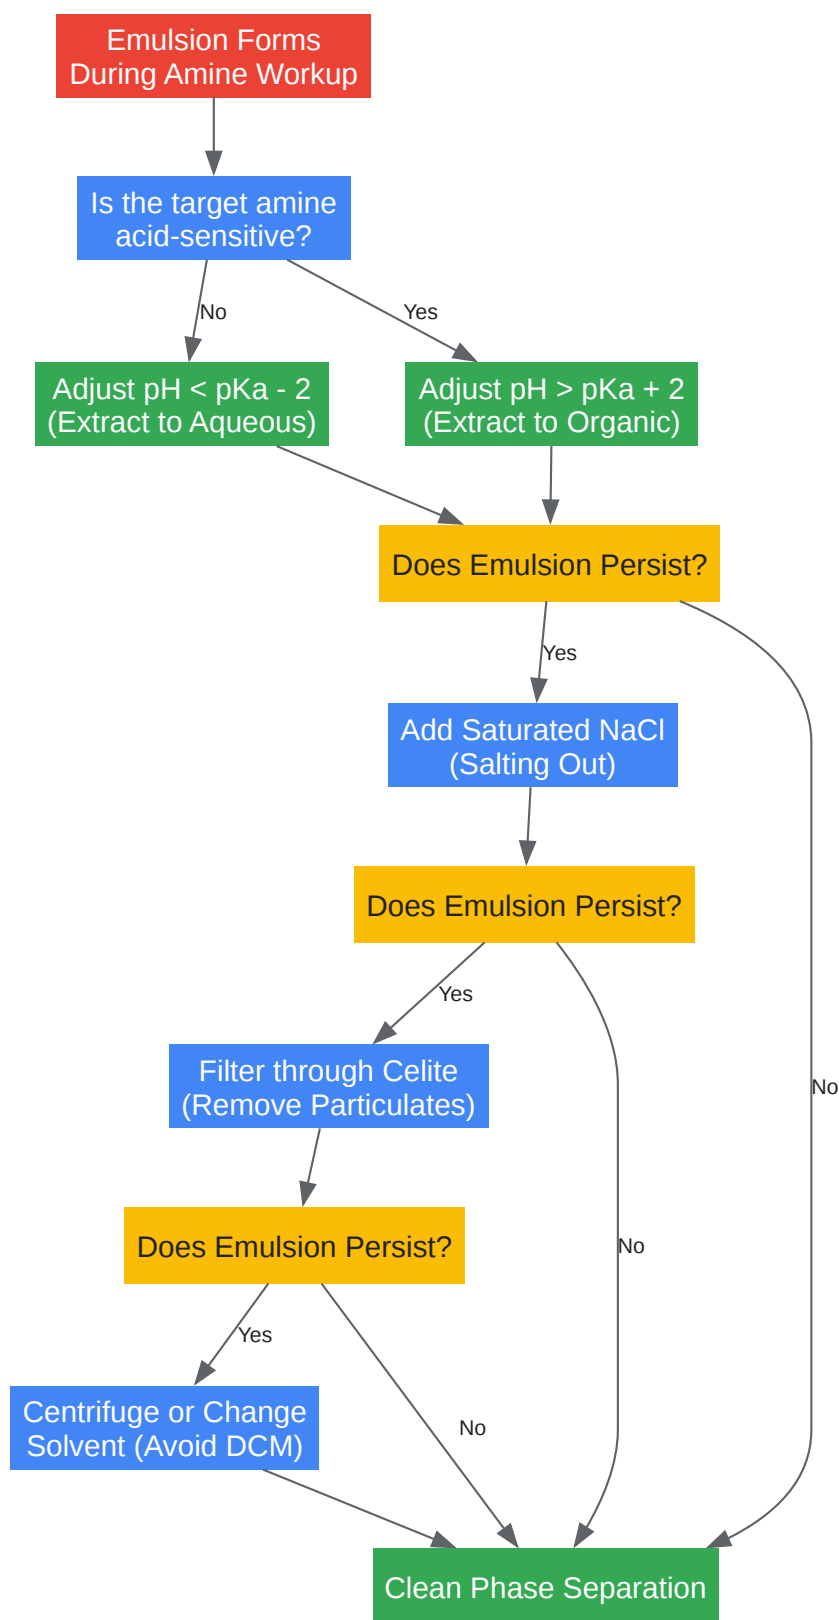 Emulsion Forms
During Amine Workup
Is the target amine
acid-sensitive?
No
Yes
Adjust pH < pKa - 2
(Extract to Aqueous)
Adjust pH > pKa + 2
(Extract to Organic)
Does Emulsion Persist?
Yes
Add Saturated NaCl
(Salting Out)
Does Emulsion Persist?
Yes
Filter through Celite
(Remove Particulates)
No
Does Emulsion Persist?
No
Yes
Centrifuge or Change
Solvent (Avoid DCM)
No
Clean Phase Separation